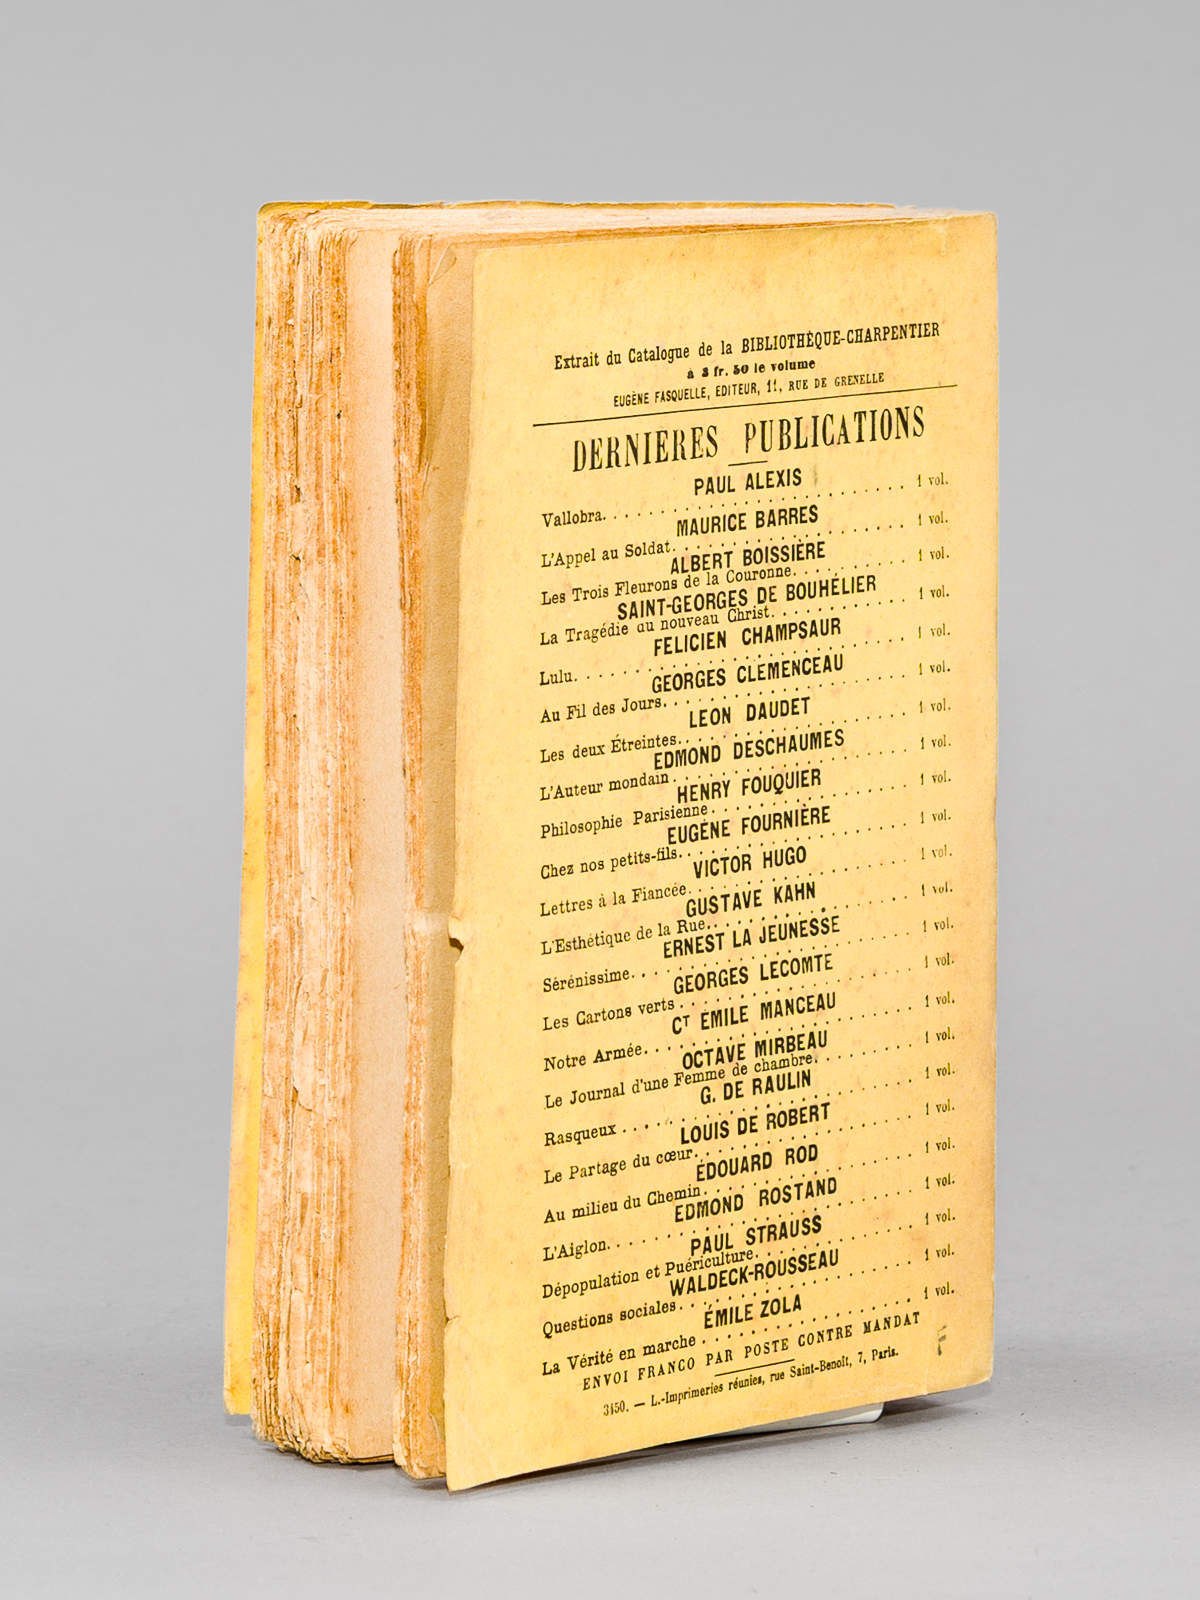 Extrait du Catalogue de la BIBLIOTHÈQUE-CHARPENTIER
à 3 fr. 50 le volume
EUGÈNE FASQUELLE, EDITEUR, 11, RUE DE GRENELLE
DERNIÈRES PUBLICATIONS
PAUL ALEXIS
Vallobra. . . . . . . . . . . . . . . . . . 1 vol.
MAURICE BARRES
L'Appel au Soldat. . . . . . . . . . . . . . 1 vol.
ALBERT BOISSIÈRE
Les Trois Fleurons de la Couronne. . . . . . . . . 1 vol.
SAINT-GEORGES DE BOUHÉLIER
La Tragédie du nouveau Christ. . . . . . . . . . 1 vol.
FELICIEN CHAMPSAUR
Lulu. . . . . . . . . . . . . . . . . . . . 1 vol.
GEORGES CLEMENCEAU
Au Fil des Jours. . . . . . . . . . . . . . . 1 vol.
LEON DAUDET
Les deux Étreintes. . . . . . . . . . . . . . 1 vol.
EDMOND DESCHAUMES
L'Auteur mondain. . . . . . . . . . . . . . . 1 vol.
HENRY FOUQUIER
Philosophie Parisienne. . . . . . . . . . . . . 1 vol.
EUGÈNE FOURNIÈRE
Chez nos petits-fils. . . . . . . . . . . . . . 1 vol.
VICTOR HUGO
Lettres à la Fiancée. . . . . . . . . . . . . . 1 vol.
GUSTAVE KAHN
L'Esthétique de la Rue. . . . . . . . . . . . . 1 vol.
ERNEST LA JEUNESSE
Sérénissime. . . . . . . . . . . . . . . . . 1 vol.
GEORGES LECOMTE
Les Cartons verts . . . . . . . . . . . . . . 1 vol.
CT ÉMILE MANCEAU
Notre Armée. . . . . . . . . . . . . . . . . 1 vol.
OCTAVE MIRBEAU
Le Journal d'une Femme de chambre. . . . . . . . 1 vol.
G. DE RAULIN
Rasqueux . . . . . . . . . . . . . . . . . . 1 vol.
LOUIS DE ROBERT
Le Partage du cœur. . . . . . . . . . . . . . 1 vol.
ÉDOUARD ROD
Au milieu du Chemin. . . . . . . . . . . . . . 1 vol.
EDMOND ROSTAND
L'Aiglon. . . . . . . . . . . . . . . . . . . 1 vol.
PAUL STRAUSS
Dépopulation et Puériculture. . . . . . . . . . . 1 vol.
WALDECK-ROUSSEAU
Questions sociales. . . . . . . . . . . . . . . 1 vol.
ÉMILE ZOLA
La Vérité en marche . . . . . . . . . . . . . . 1 vol.
ENVOI FRANCO PAR POSTE CONTRE MANDAT
3150. — L.-Imprimeries réunies, rue Saint-Benoît, 7, Paris.